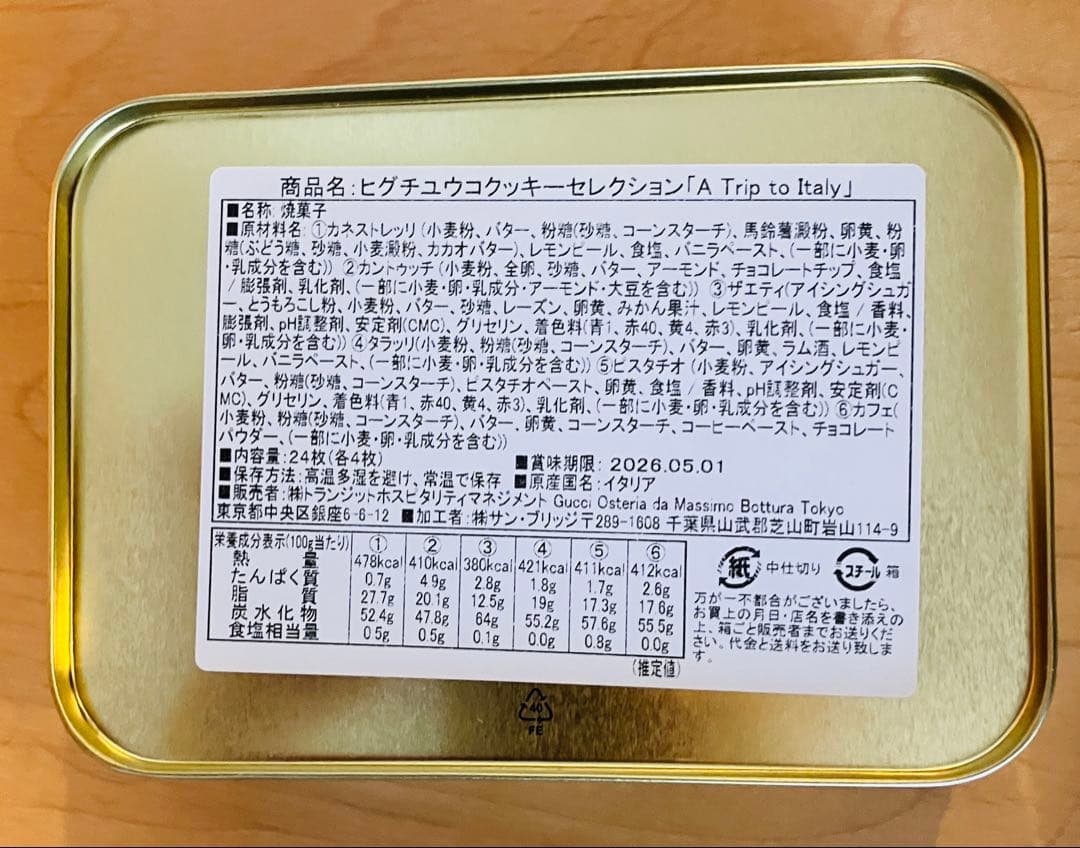 商品名:ヒグチユウコクッキーセレクション「A Trip to Italy」
■名称 焼菓子
■原材料名: ①カネストレッリ (小麦粉、バター、粉糖(砂糖、コーンスターチ)、馬鈴薯澱粉、卵黄、粉
糖(ぶどう糖、砂糖、小麦澱粉、カカオバター)、レモンピール、食塩、バニラペースト、(一部に小麦・卵
・乳成分を含む)) ②カントゥッチ (小麦粉、全卵、砂糖、バター、アーモンド、チョコレートチップ、食塩
/ 膨張剤、乳化剤、(一部に小麦・卵・乳成分・アーモンド・大豆を含む)) ③ザエティ(アイシングシュガ
ー、とうもろこし粉、小麦粉、バター、砂糖、レーズン、卵黄、みかん果汁、レモンピール、食塩 / 香料、
膨張剤、pH調整剤、安定剤(CMC)、グリセリン、着色料(青1、赤40、黄4、赤3)、乳化剤、(一部に小麦・
卵・乳成分を含む)) ④タラッリ(小麦粉、粉糖(砂糖、コーンスターチ)、バター、卵黄、ラム酒、レモンピ
ール、バニラペースト、(一部に小麦・卵・乳成分を含む)) ⑤ピスタチオ (小麦粉、アイシングシュガー、
バター、粉糖(砂糖、コーンスターチ)、ピスタチオペースト、卵黄、食塩 / 香料、pH調整剤、安定剤(C
MC)、グリセリン、着色料(青1、赤40、黄4、赤3)、乳化剤、(一部に小麦・卵・乳成分を含む)) ⑥カフェ(
小麦粉、粉糖(砂糖、コーンスターチ)、バター、卵黄、コーンスターチ、コーヒーペースト、チョコレート
パウダー、(一部に小麦・卵・乳成分を含む))
■内容量:24枚(各4枚) ■賞味期限: 2026.05.01
■保存方法:高温多湿を避け、常温で保存 ■原産国名:イタリア
■販売者:㈱トランジットホスピタリティマネジメント Gucci Osteria da Massimo Bottura Tokyo
東京都中央区銀座6-6-12 ■加工者:㈱サン・ブリッジ〒289-1608 千葉県山武郡芝山町岩山114-9
栄養成分表示(100g当たり) ① ② ③ ④ ⑤ ⑥
熱量 478kcal 410kcal 380kcal 421kcal 411kcal 412kcal
たんぱく質 0.7g 4.9g 2.8g 1.8g 1.7g 2.6g
脂質 27.7g 20.1g 12.5g 19g 17.3g 17.6g
炭水化物 52.4g 47.8g 64g 55.2g 57.6g 55.5g
食塩相当量 0.5g 0.5g 0.1g 0.0g 0.8g 0.0g
(推定値)
紙 中仕切り スチール 箱
万が一不都合がございましたら、
お買上の月日・店名を書き添えの
上、箱ごと販売者までお送りくだ
さい。代金と送料をお送り致しま
す。
40
FE